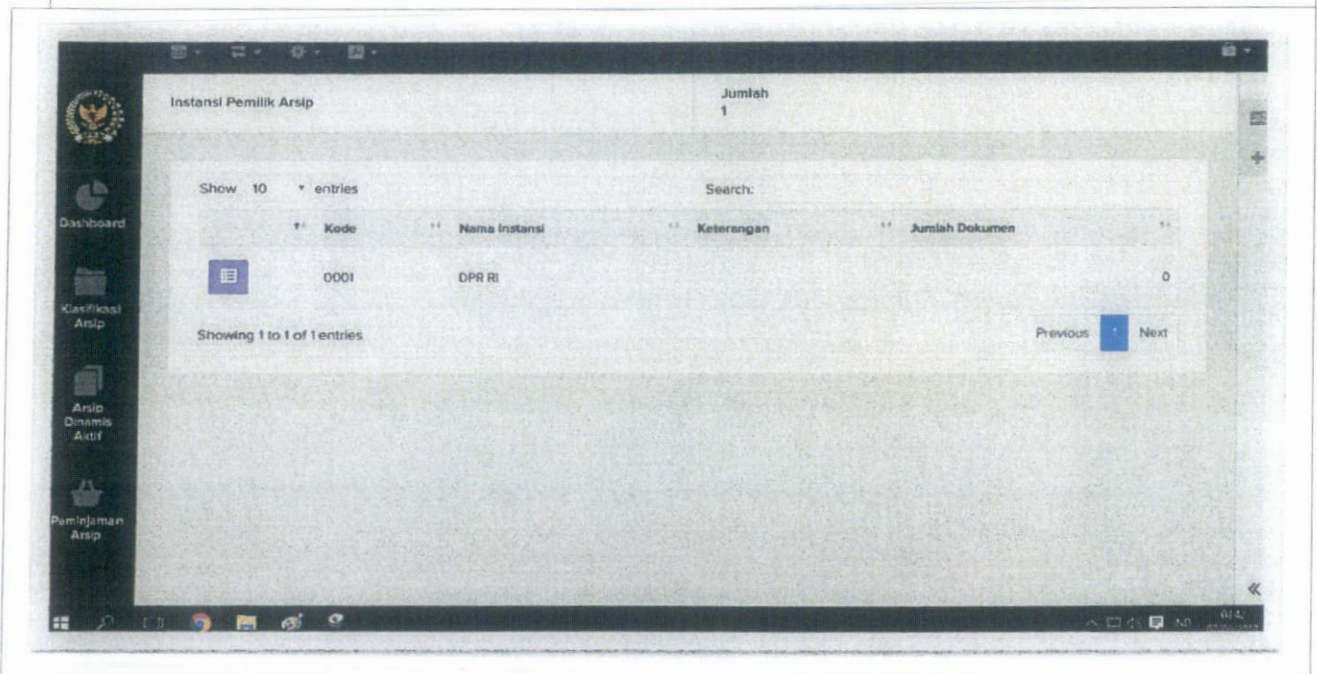 Instansi Pemilik Arsip
Jumlah
1
Show 10 entries
Search:
Kode Nama Instansi Keterangan Jumlah Dokumen
0001 DPR RI 0
Showing 1 to 1 of 1 entries
Previous 1 Next
Dashboard
Klasifikasi
Arsip
Arsip
Dinamis
Aktif
Peminjaman
Arsip